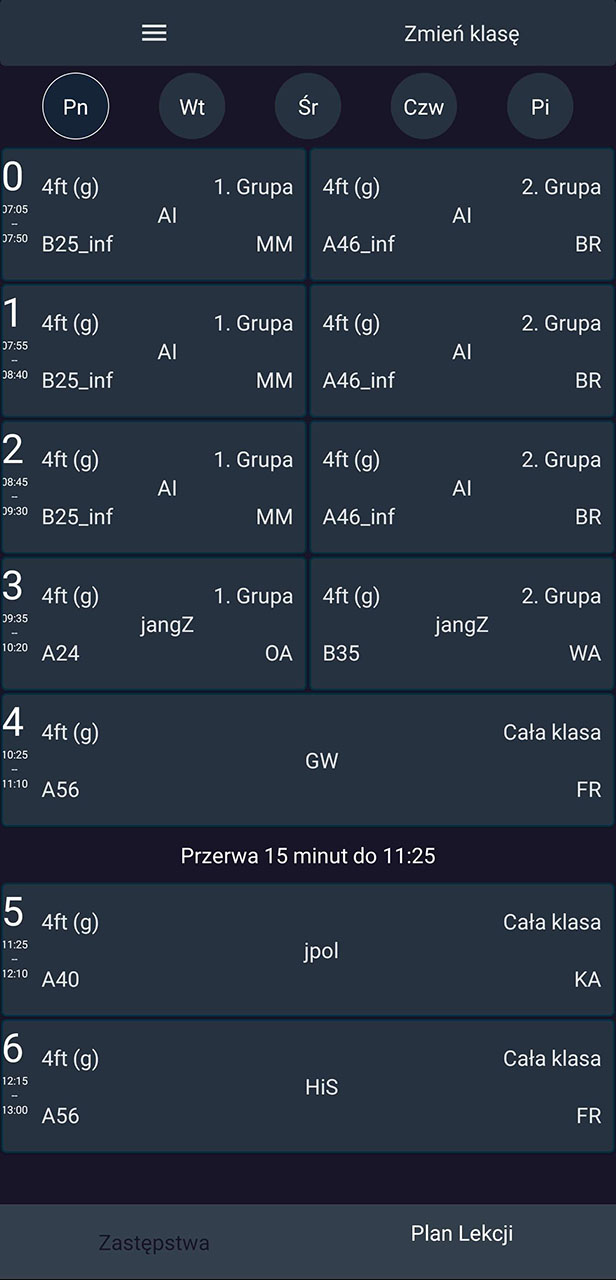 Zmień klasę
Pn Wt Śr Czw Pi
0 4ft (g) 1. Grupa 4ft (g) 2. Grupa
07:05
AI AI
--
07:50 B25_inf MM A46_inf BR
1 4ft (g) 1. Grupa 4ft (g) 2. Grupa
07:55
AI AI
--
08:40 B25_inf MM A46_inf BR
2 4ft (g) 1. Grupa 4ft (g) 2. Grupa
08:45
AI AI
--
09:30 B25_inf MM A46_inf BR
3 4ft (g) 1. Grupa 4ft (g) 2. Grupa
09:35
jangZ jangZ
--
10:20 A24 OA B35 WA
4 4ft (g) Cała klasa
10:25
GW
--
11:10 A56 FR
Przerwa 15 minut do 11:25
5 4ft (g) Cała klasa
11:25
jpol
--
12:10 A40 KA
6 4ft (g) Cała klasa
12:15
HiS
--
13:00 A56 FR
Zastępstwa Plan Lekcji